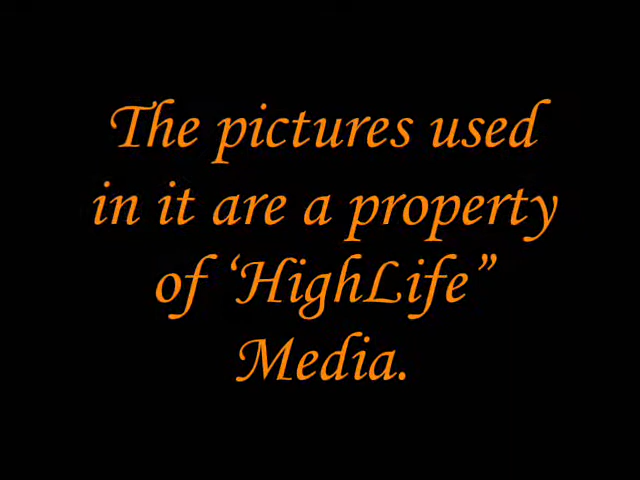 The pictures used
in it are a property
of ‘HighLife”
Media.